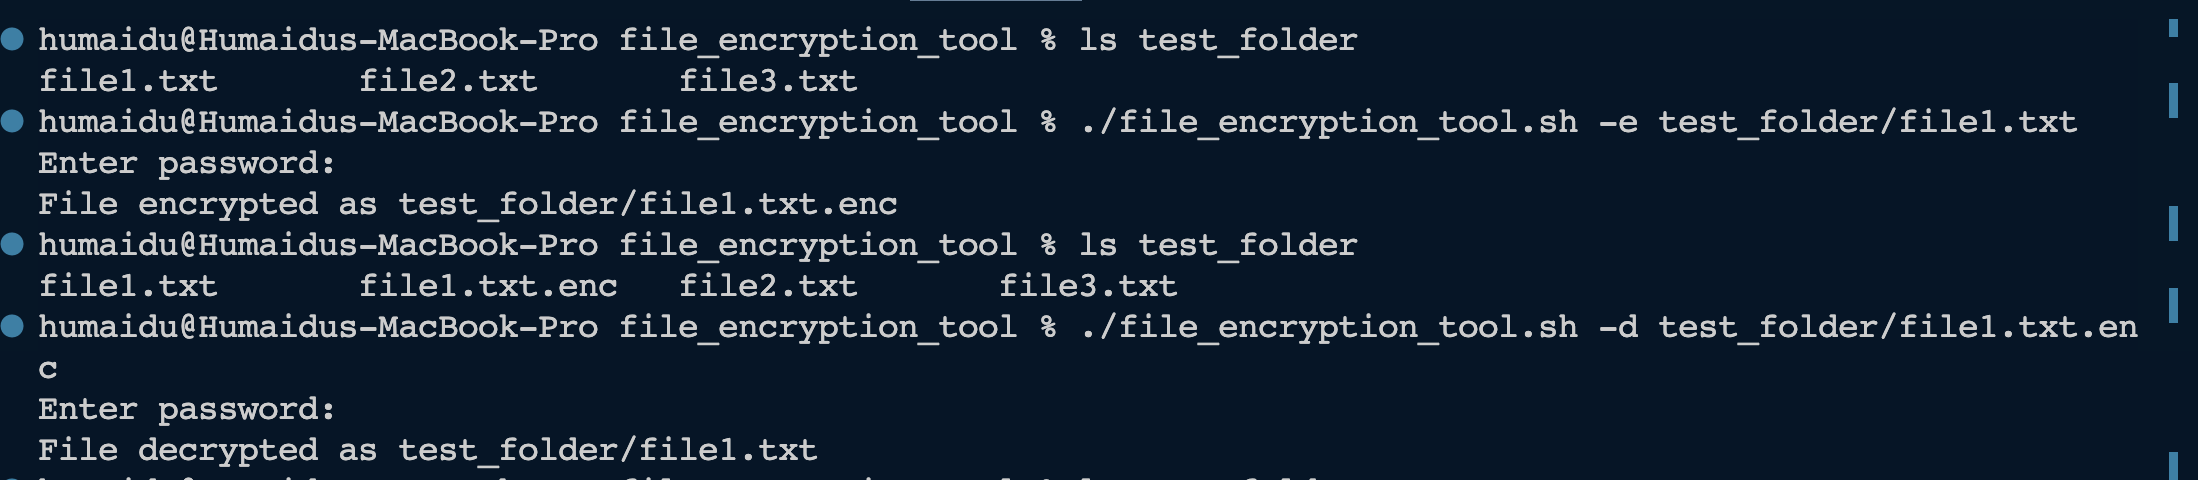 humaidu@Humaidus-MacBook-Pro file_encryption_tool % ls test_folder
file1.txt file2.txt file3.txt
humaidu@Humaidus-MacBook-Pro file_encryption_tool % ./file_encryption_tool.sh -e test_folder/file1.txt
Enter password:
File encrypted as test_folder/file1.txt.enc
humaidu@Humaidus-MacBook-Pro file_encryption_tool % ls test_folder
file1.txt file1.txt.enc file2.txt file3.txt
humaidu@Humaidus-MacBook-Pro file_encryption_tool % ./file_encryption_tool.sh -d test_folder/file1.txt.en
c
Enter password:
File decrypted as test_folder/file1.txt